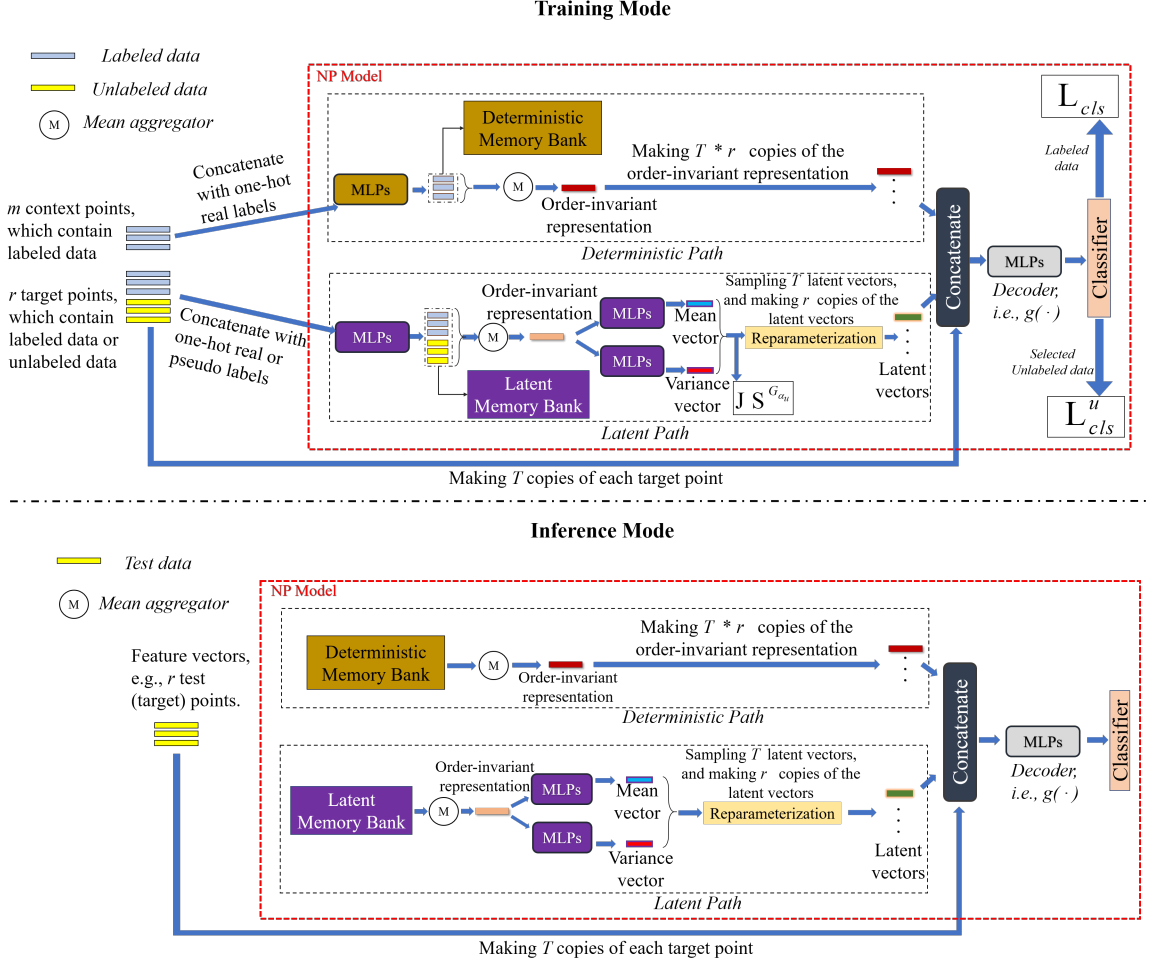 Training Mode
Labeled data
Unlabeled data
M
Mean aggregator
m context points,
which contain
labeled data
r target points,
which contain
labeled data or
unlabeled data
Concatenate
with one-hot
real labels
Concatenate with
one-hot real or
pseudo labels
NP Model
MLPs
Deterministic
Memory Bank
M
Order-invariant
representation
Making T * r copies of the
order-invariant representation
Deterministic Path
MLPs
Latent
Memory Bank
M
Order-invariant
representation
MLPs
MLPs
Mean
vector
Variance
vector
J S G αu
Sampling T latent vectors,
and making r copies of the
latent vectors
Reparameterization
Latent
vectors
Latent Path
Concatenate
MLPs
Decoder,
i.e., g( · )
Classifier
L cls
Labeled
data
Selected
Unlabeled data
L u cls
Making T copies of each target point
Inference Mode
Test data
M
Mean aggregator
Feature vectors,
e.g., r test
(target) points.
NP Model
Deterministic
Memory Bank
M
Order-invariant
representation
Making T * r copies of the
order-invariant representation
Deterministic Path
Latent
Memory Bank
M
Order-invariant
representation
MLPs
MLPs
Mean
vector
Variance
vector
Sampling T latent vectors,
and making r copies of the
latent vectors
Reparameterization
Latent
vectors
Latent Path
Concatenate
MLPs
Decoder,
i.e., g( · )
Classifier
Making T copies of each target point